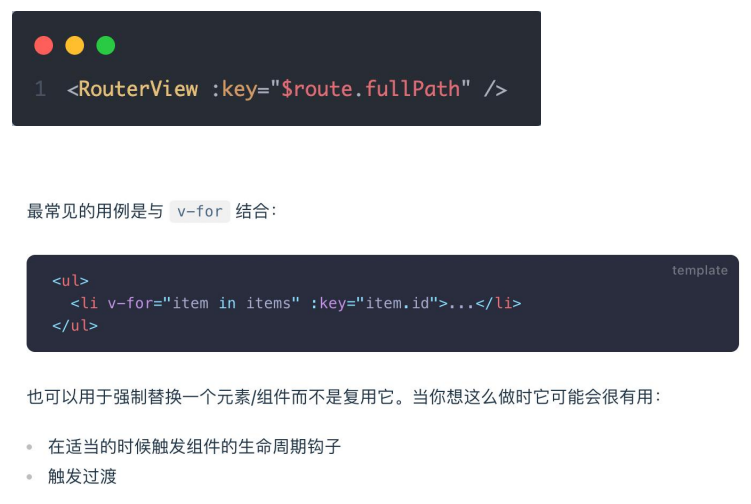 1 <RouterView :key="$route.fullPath" />
最常见的用例是与 v-for 结合：
template
<ul>
  <li v-for="item in items" :key="item.id">...</li>
</ul>
也可以用于强制替换一个元素/组件而不是复用它。当你想这么做时它可能会很有用：
在适当的时候触发组件的生命周期钩子
触发过渡